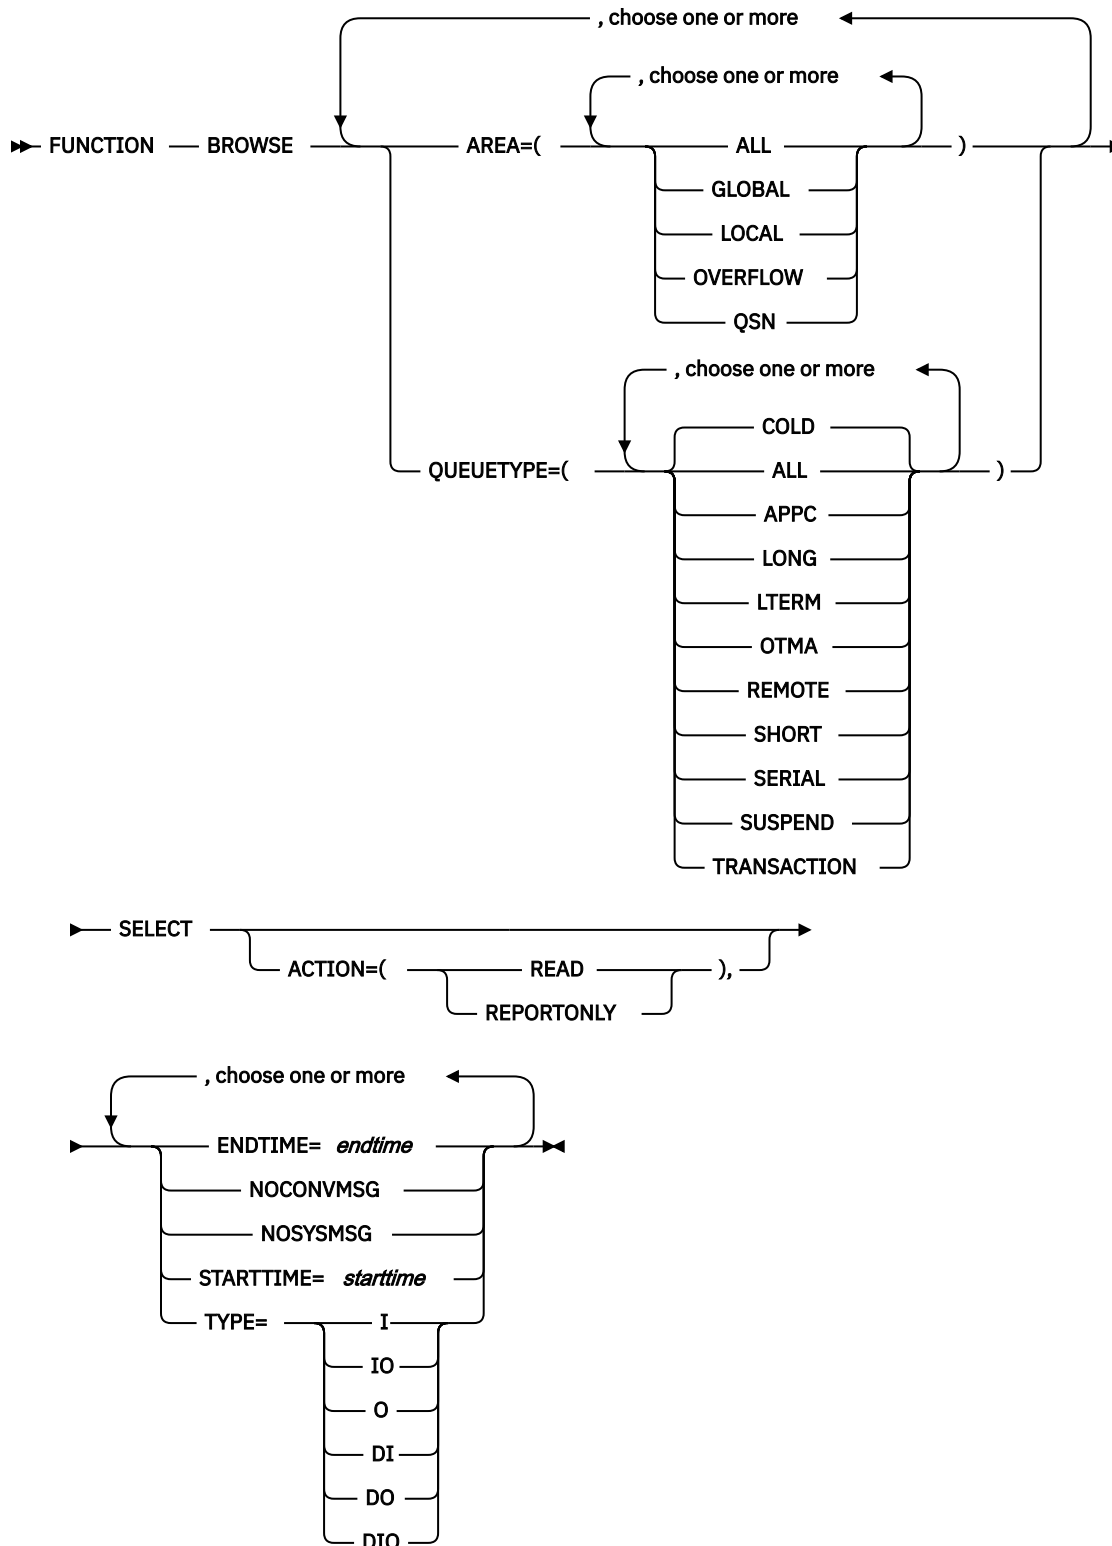 , choose one or more
, choose one or more
FUNCTION BROWSE AREA=( ALL )
GLOBAL
LOCAL
OVERFLOW
QSN
, choose one or more
COLD
QUEUETYPE=( ALL )
APPC
LONG
LTERM
OTMA
REMOTE
SHORT
SERIAL
SUSPEND
TRANSACTION
SELECT
ACTION=( READ ),
REPORTONLY
, choose one or more
ENDTIME= endtime
NOCONVMSG
NOSYSMSG
STARTTIME= starttime
TYPE= I
IO
O
DI
DO
DIO